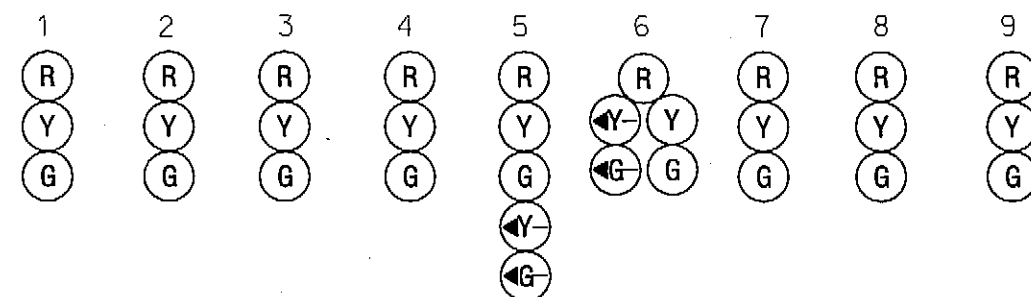 1 2 3 4 5 6 7 8 9
R R R R R R R R R
Y Y Y Y Y Y Y Y Y Y
G G G G G G G G G G
Y
G